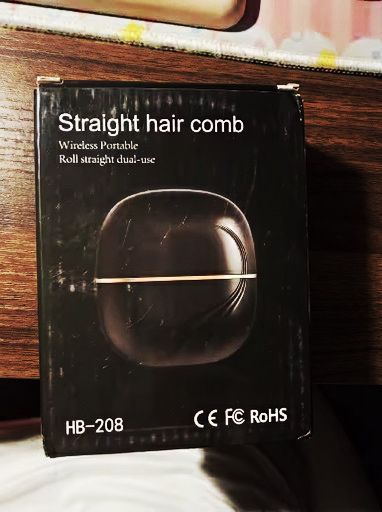 Straight hair comb
Wireless Portable
Roll straight dual-use
HB-208
CE FC RoHS